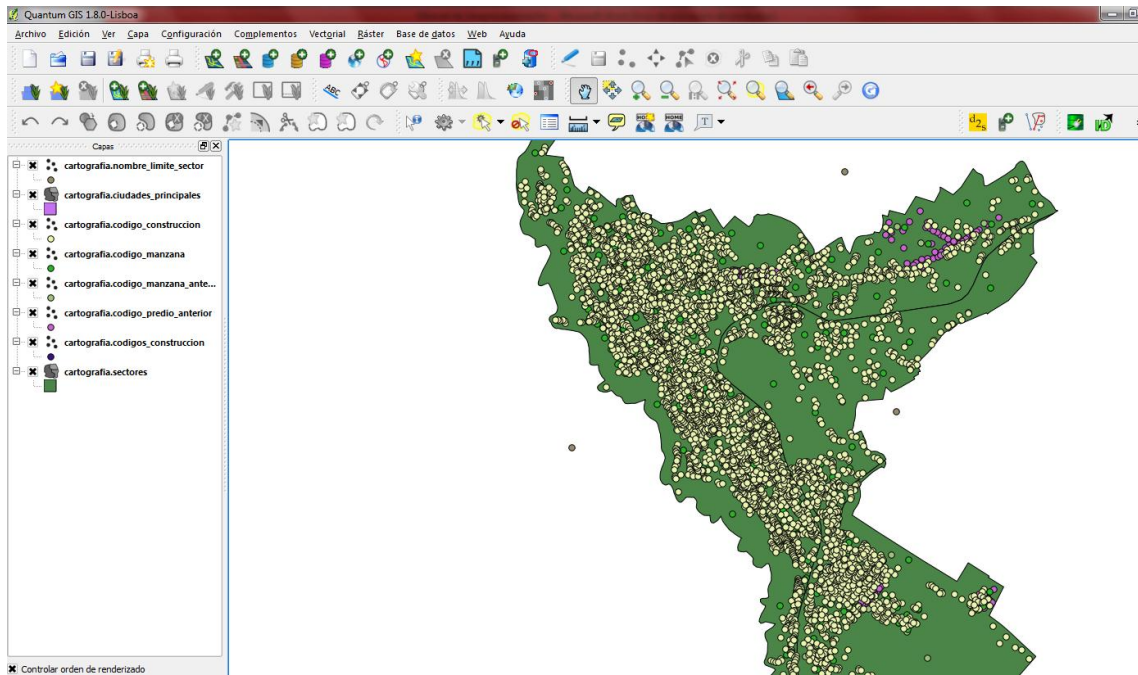 Quantum GIS 1.8.0-Lisboa
Archivo Edición Ver Capa Configuración Complementos Vectorial Ráster Base de datos Web Ayuda
ABC
T
d2s
Capas
cartografia.nombre_limite_sector
cartografia.ciudades_principales
cartografia.codigo_construccion
cartografia.codigo_manzana
cartografia.codigo_manzana_ante...
cartografia.codigo_predio_anterior
cartografia.codigos_construccion
cartografia.sectores
Controlar orden de renderizado